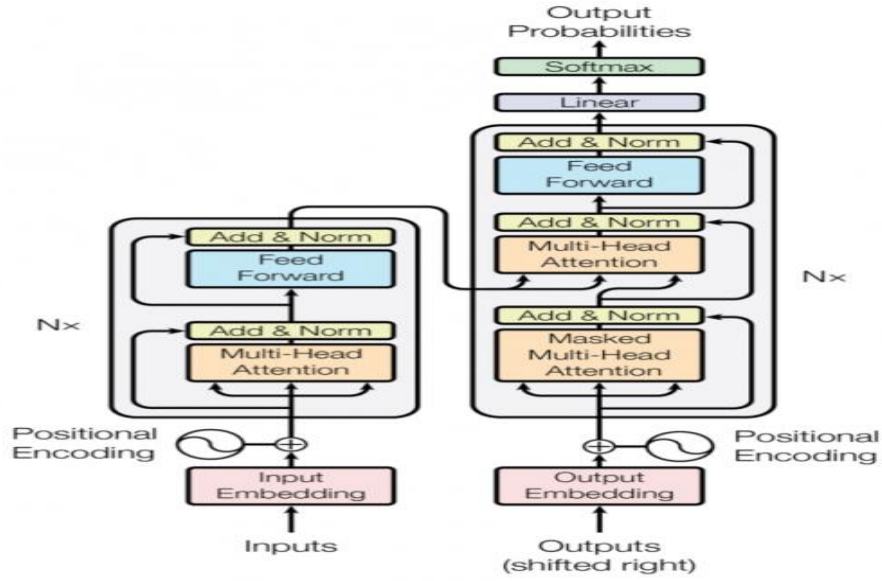 Output
Probabilities
Softmax
Linear
Add & Norm
Feed
Forward
Add & Norm
Multi-Head
Attention
Add & Norm
Masked
Multi-Head
Attention
Nx
Add & Norm
Feed
Forward
Add & Norm
Multi-Head
Attention
Nx
Positional
Encoding
Positional
Encoding
Input
Embedding
Output
Embedding
Inputs
Outputs
(shifted right)